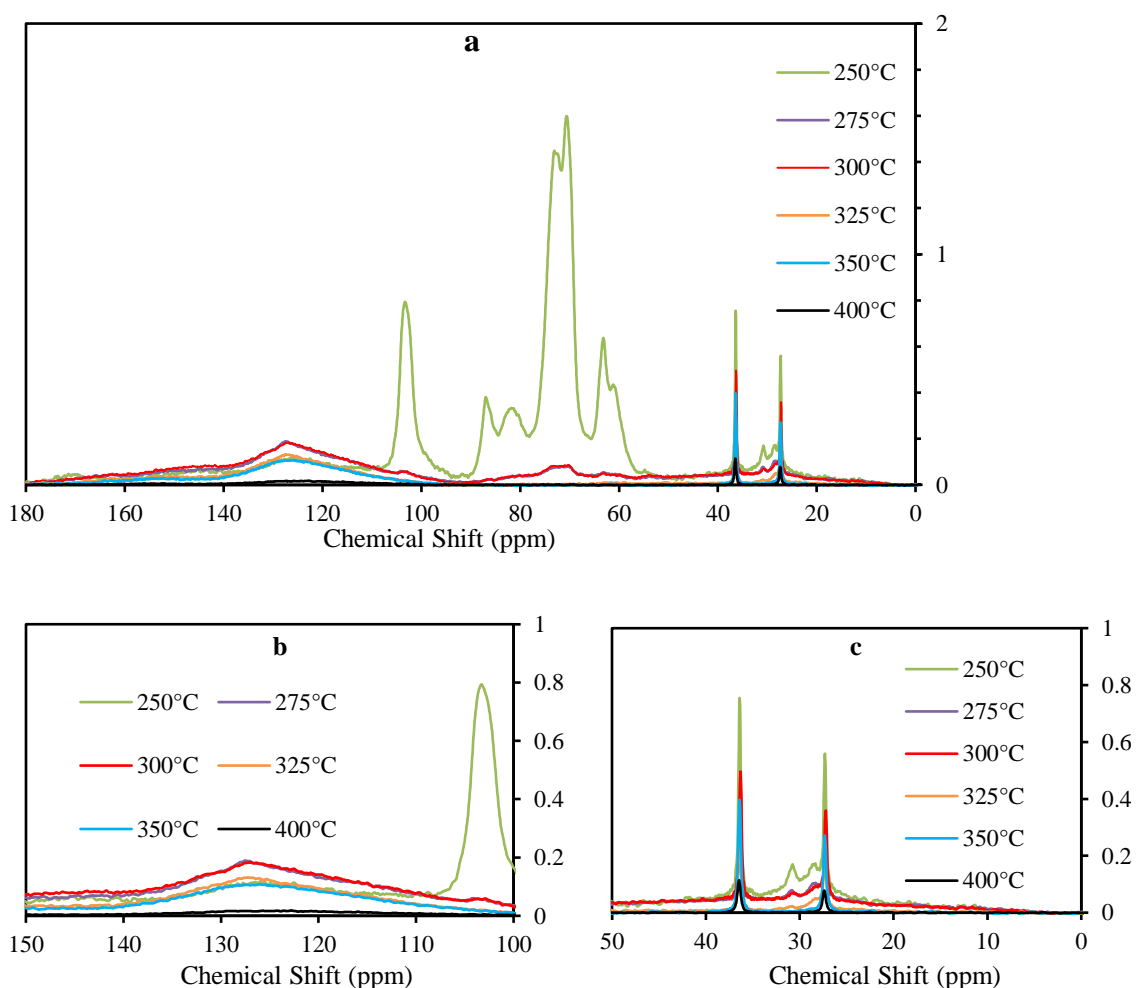 a
2
250°C
275°C
300°C
325°C
350°C
400°C
1
0
180 160 140 120 100 80 60 40 20 0
Chemical Shift (ppm)
b
1
250°C 275°C
0.8
300°C 325°C
0.6
350°C 400°C
0.4
0.2
0
150 140 130 120 110 100
Chemical Shift (ppm)
c
1
250°C
0.8
275°C
300°C
0.6
325°C
0.4
350°C
0.2
400°C
0
50 40 30 20 10 0
Chemical Shift (ppm)